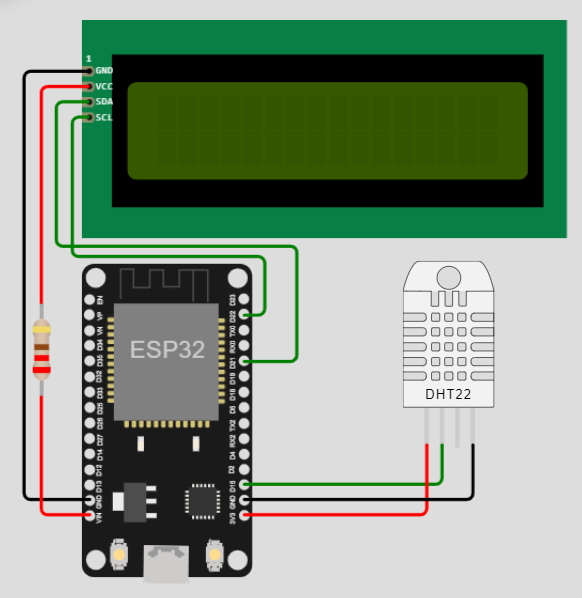 1
GND
VCC
SDA
SCL
ESP32
EN
VP
VN
D34
D35
D32
D33
D25
D26
D27
D14
D12
D13
GND
VIN
D23
D22
TX0
RX0
D21
D19
D18
D5
TX2
RX2
D4
D2
D15
GND
3V3
DHT22